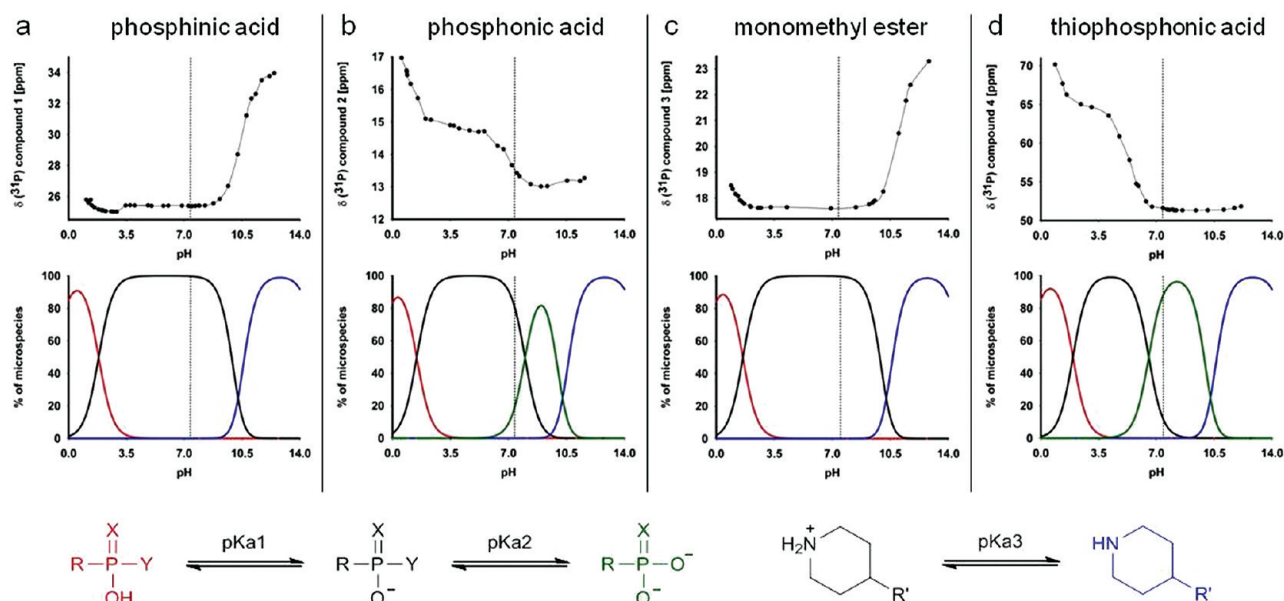 a phosphinic acid
b phosphonic acid
c monomethyl ester
d thiophosphonic acid
δ (³¹P) compound 1 [ppm]
34
32
30
28
26
0.0 3.5 7.0 10.5 14.0
pH
δ (³¹P) compound 2 [ppm]
17
16
15
14
13
12
0.0 3.5 7.0 10.5 14.0
pH
δ (³¹P) compound 3 [ppm]
23
22
21
20
19
18
0.0 3.5 7.0 10.5 14.0
pH
δ (³¹P) compound 4 [ppm]
70
65
60
55
50
0.0 3.5 7.0 10.5 14.0
pH
% of microspecies
100
80
60
40
20
0
0.0 3.5 7.0 10.5 14.0
pH
% of microspecies
100
80
60
40
20
0
0.0 3.5 7.0 10.5 14.0
pH
% of microspecies
100
80
60
40
20
0
0.0 3.5 7.0 10.5 14.0
pH
% of microspecies
100
80
60
40
20
0
0.0 3.5 7.0 10.5 14.0
pH
X
R P Y
OH
pKa1
X
R P Y
O⁻
pKa2
X
R P O⁻
O⁻
H₂N⁺
R'
pKa3
HN
R'